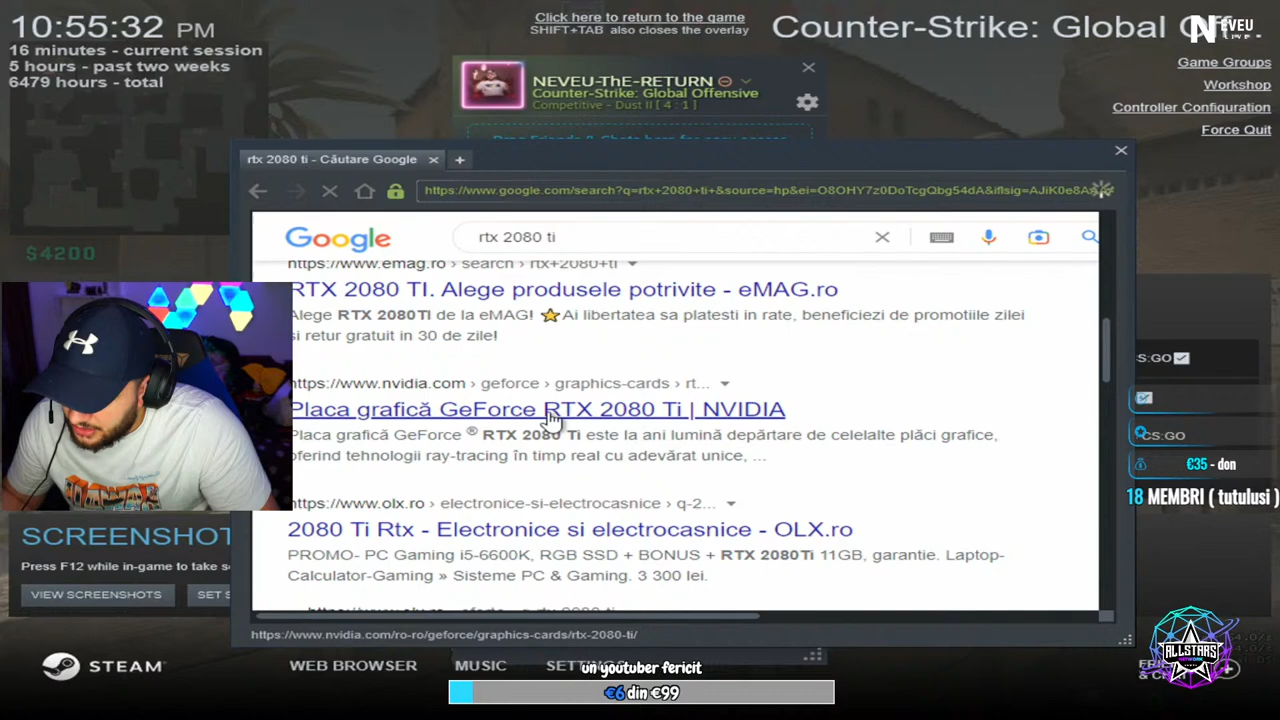 10:55:32 PM
16 minutes - current session
5 hours - past two weeks
6479 hours - total
Click here to return to the game
SHIFT+TAB also closes the overlay
Counter-Strike: Global
NEVEU
LIVE
Game Groups
Workshop
Controller Configuration
Force Quit
NEVEU-ThE-RETURN
Counter-Strike: Global Offensive
Competitive - Dust II [ 4 : 1 ]
rtx 2080 ti - Căutare Google
https://www.google.com/search?q=rtx+2080+ti+&source=hp&ei=O8OHY7z0DoTcgQbg54dA&iflsig=AJiK0e8A
$4200
Google
rtx 2080 ti
https://www.emag.ro › search › rtx+2080+ti
RTX 2080 TI. Alege produsele potrivite - eMAG.ro
Alege RTX 2080Ti de la eMAG! ⭐Ai libertatea sa platesti in rate, beneficiezi de promotiile zilei
si retur gratuit in 30 de zile!
https://www.nvidia.com › geforce › graphics-cards › rt...
Placa grafică GeForce RTX 2080 Ti | NVIDIA
Placa grafică GeForce ® RTX 2080 Ti este la ani lumină depărtare de celelalte plăci grafice,
oferind tehnologii ray-tracing în timp real cu adevărat unice, ...
https://www.olx.ro › electronice-si-electrocasnice › q-2...
2080 Ti Rtx - Electronice si electrocasnice - OLX.ro
PROMO- PC Gaming i5-6600K, RGB SSD + BONUS + RTX 2080Ti 11GB, garantie. Laptop-
Calculator-Gaming » Sisteme PC & Gaming. 3 300 lei.
https://www.nvidia.com/ro-ro/geforce/graphics-cards/rtx-2080-ti/
CS:GO
CS:GO
€35 - don
18 MEMBRI ( tutulusi )
SCREENSHOT
Press F12 while in-game to take s
VIEW SCREENSHOTS
SET S
STEAM
WEB BROWSER
MUSIC
un youtuber fericit
€6 din €99
ALLSTARS
NETWORK